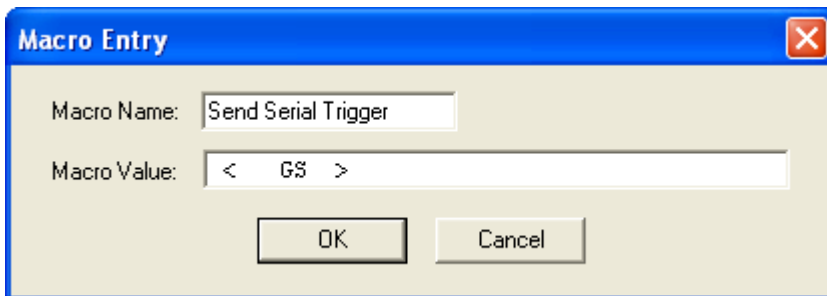 Macro Entry
Macro Name: Send Serial Trigger
Macro Value: < GS >
OK Cancel